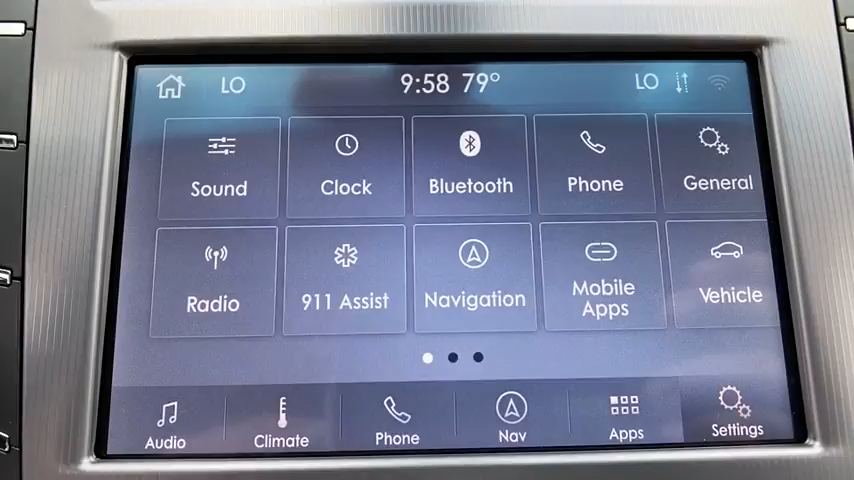 LO 9:58 79° LO
Sound Clock Bluetooth Phone General
Radio 911 Assist Navigation Mobile Apps Vehicle
Audio Climate Phone Nav Apps Settings